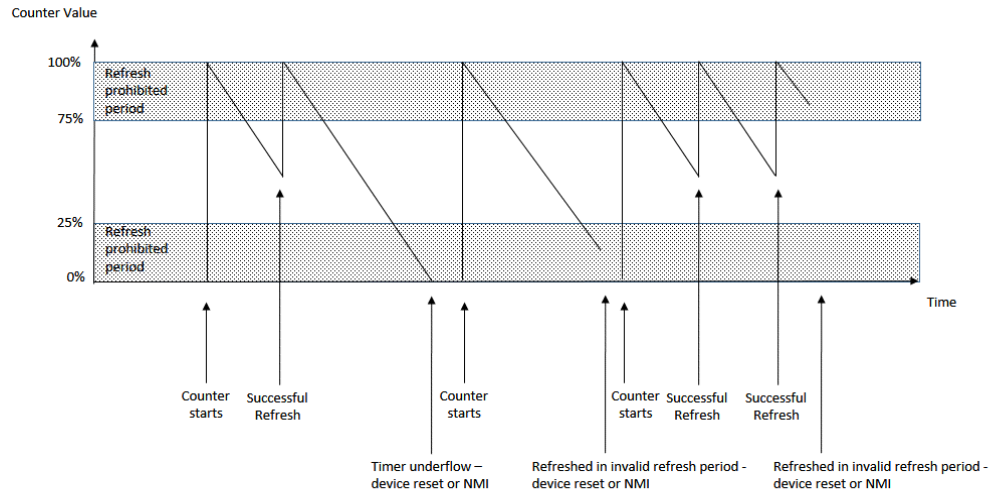 Counter Value
100%
Refresh
prohibited
period
75%
25%
Refresh
prohibited
period
0%
Time
Counter
starts
Successful
Refresh
Counter
starts
Counter
starts
Successful
Refresh
Successful
Refresh
Timer underflow –
device reset or NMI
Refreshed in invalid refresh period -
device reset or NMI
Refreshed in invalid refresh period -
device reset or NMI